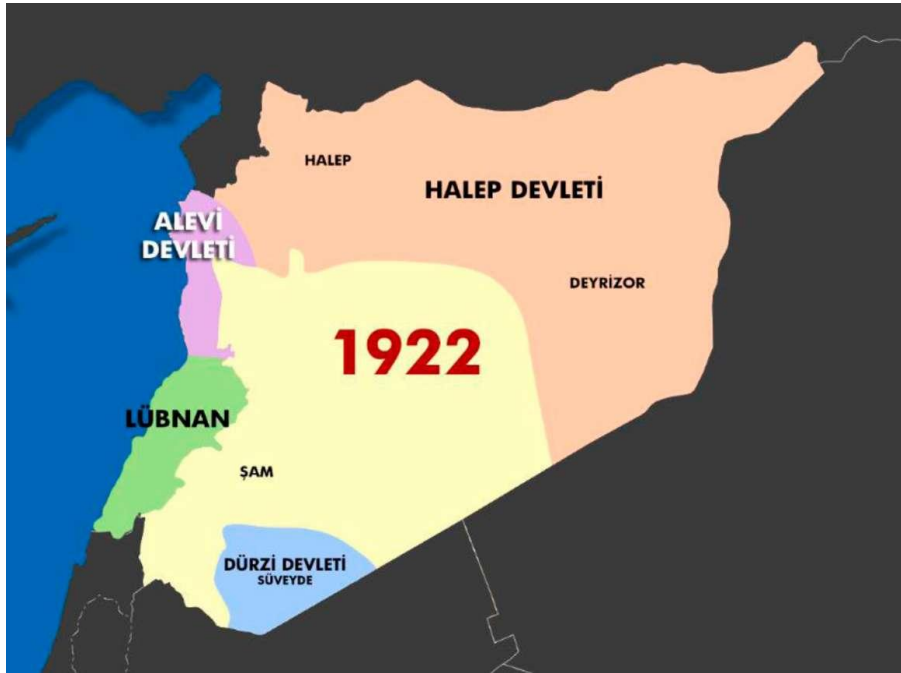 HALEP
HALEP DEVLETİ
ALEVİ
DEVLETİ
DEYRİZOR
1922
LÜBNAN
ŞAM
DÜRZİ DEVLETİ
SÜVEYDE